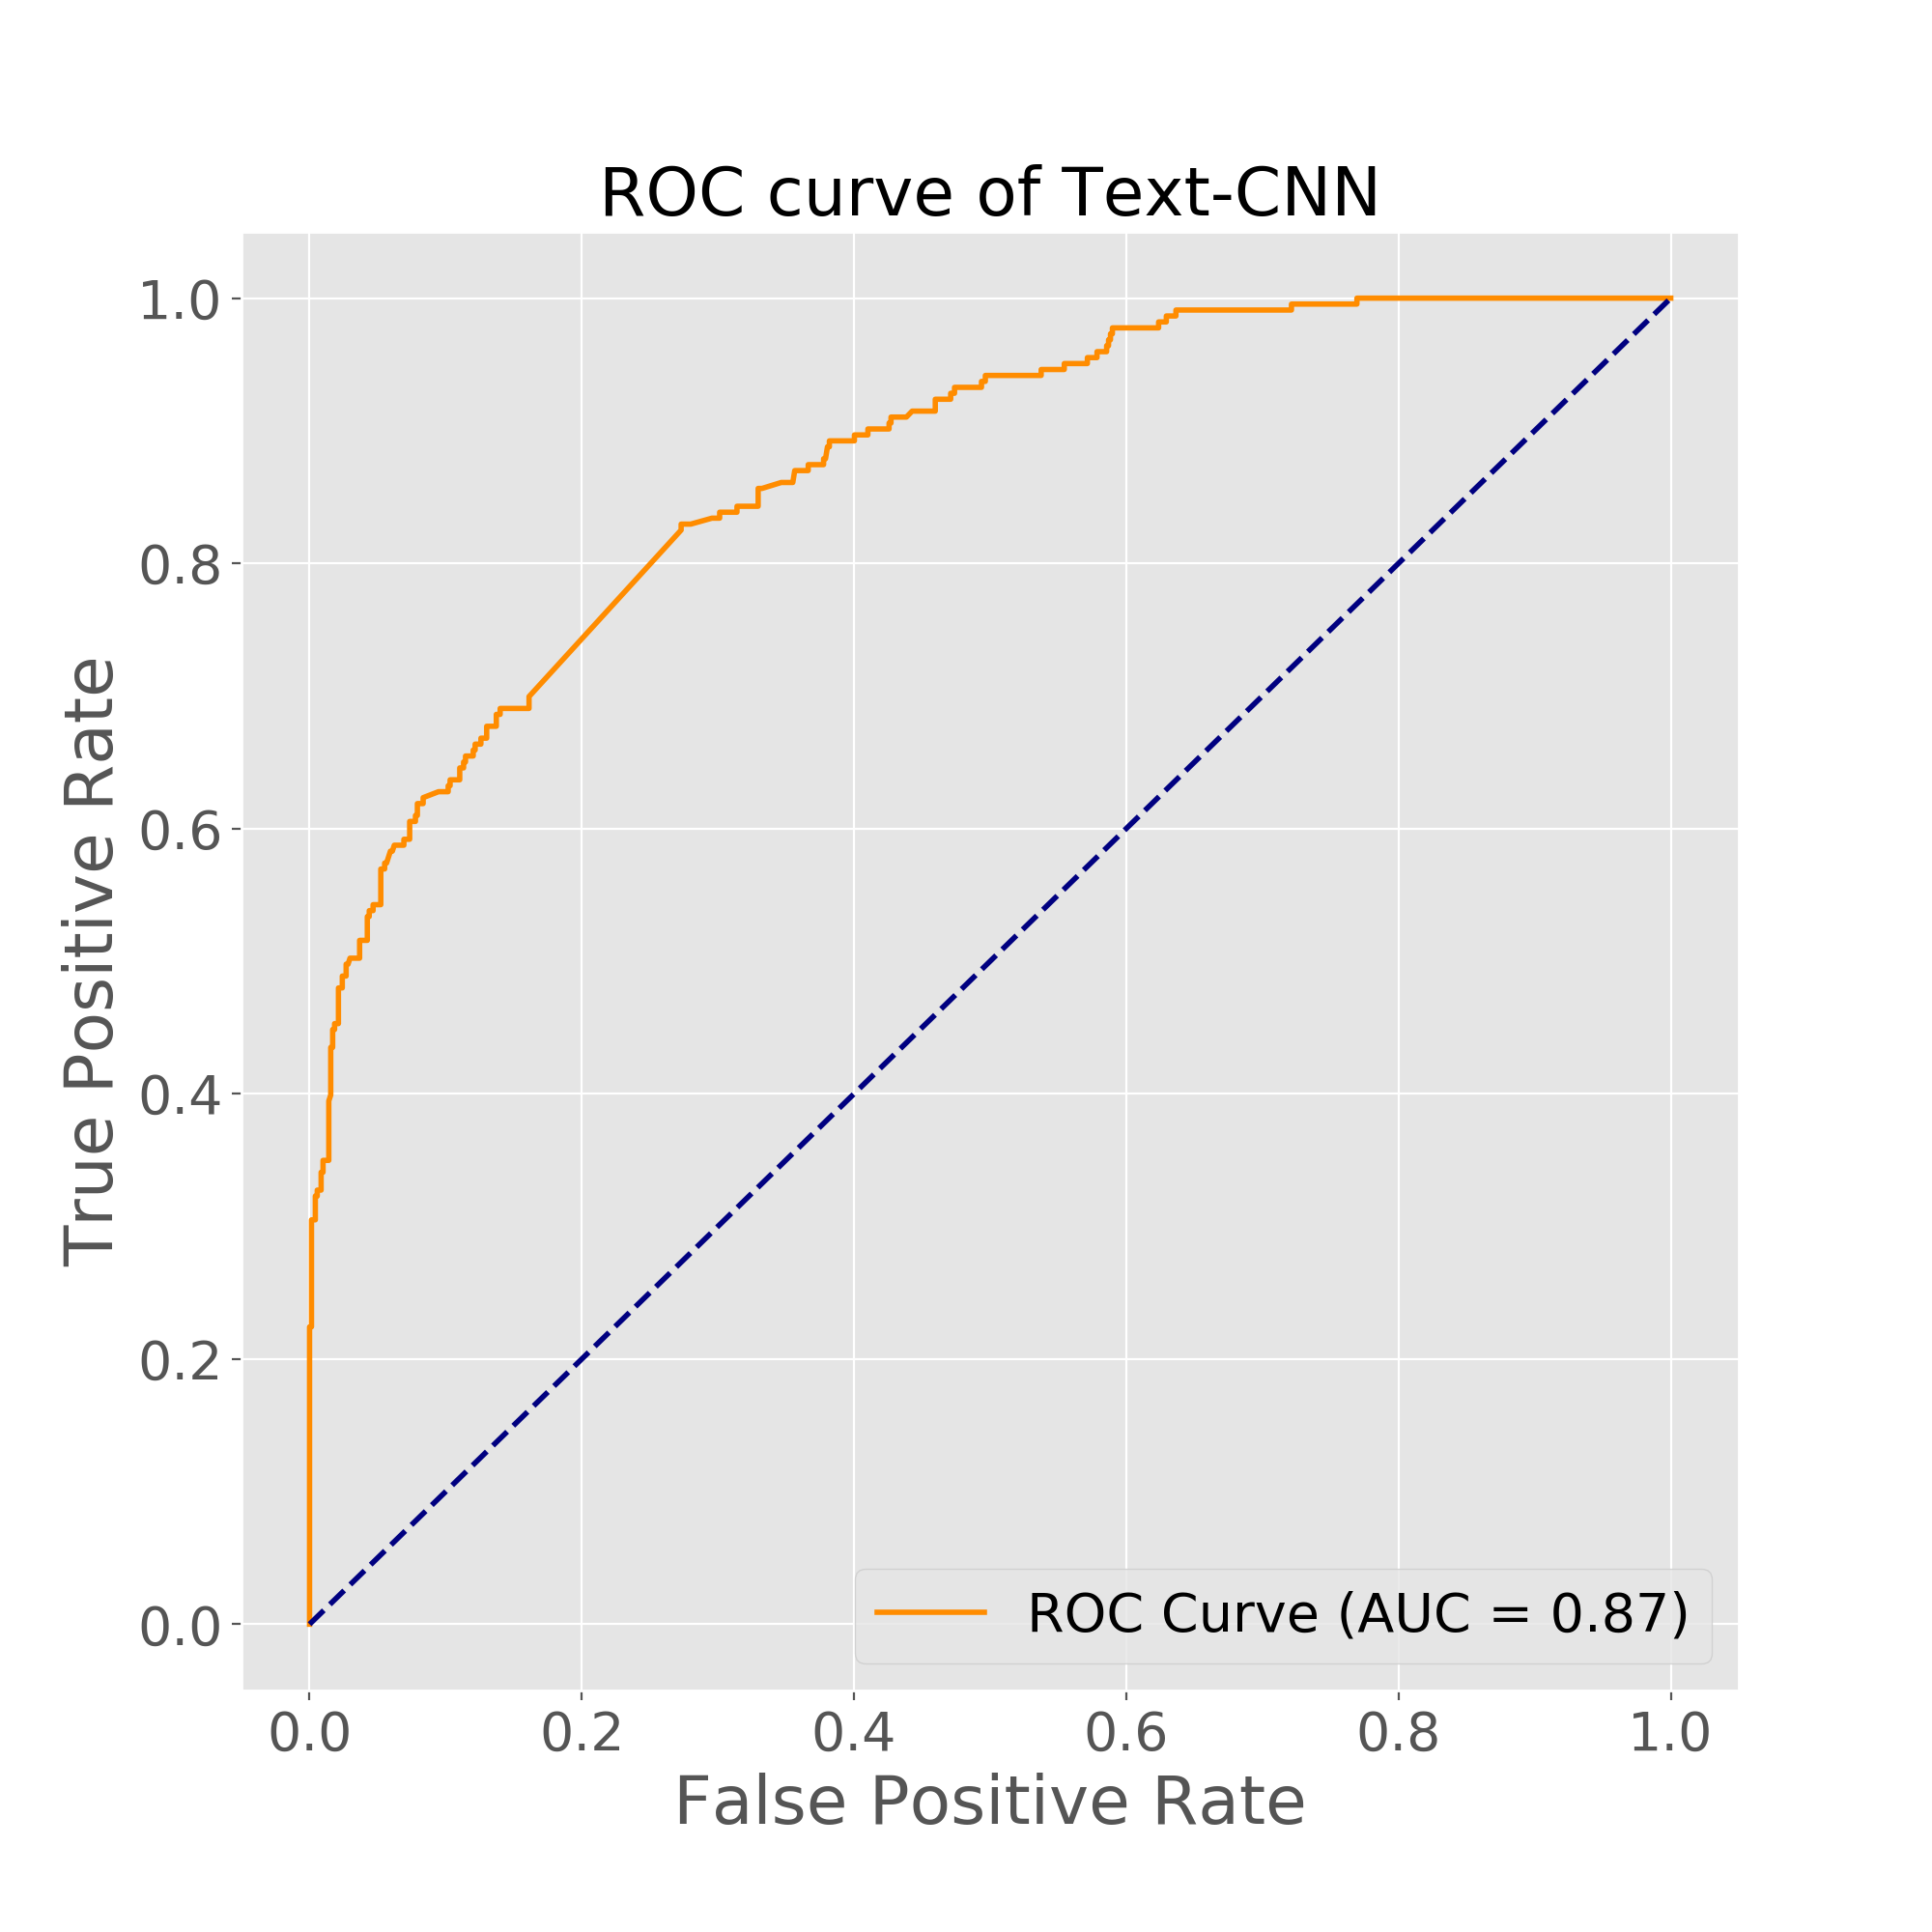 ROC curve of Text-CNN
True Positive Rate
1.0
0.8
0.6
0.4
0.2
0.0
ROC Curve (AUC = 0.87)
0.0 0.2 0.4 0.6 0.8 1.0
False Positive Rate